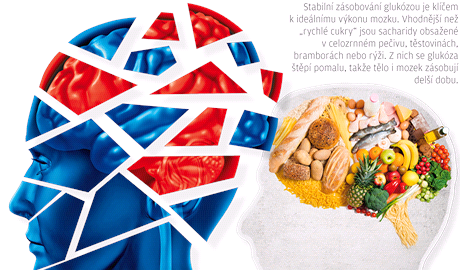 Stabilní zásobování glukózou je klíčem
k ideálnímu výkonu mozku. Vhodnější než
„rychlé cukry" jsou sacharidy obsažené
v celozrnném pečivu, těstovinách,
bramborách nebo rýži. Z nich se glukóza
štěpí pomalu, takže tělo i mozek zásobují
delší dobu.